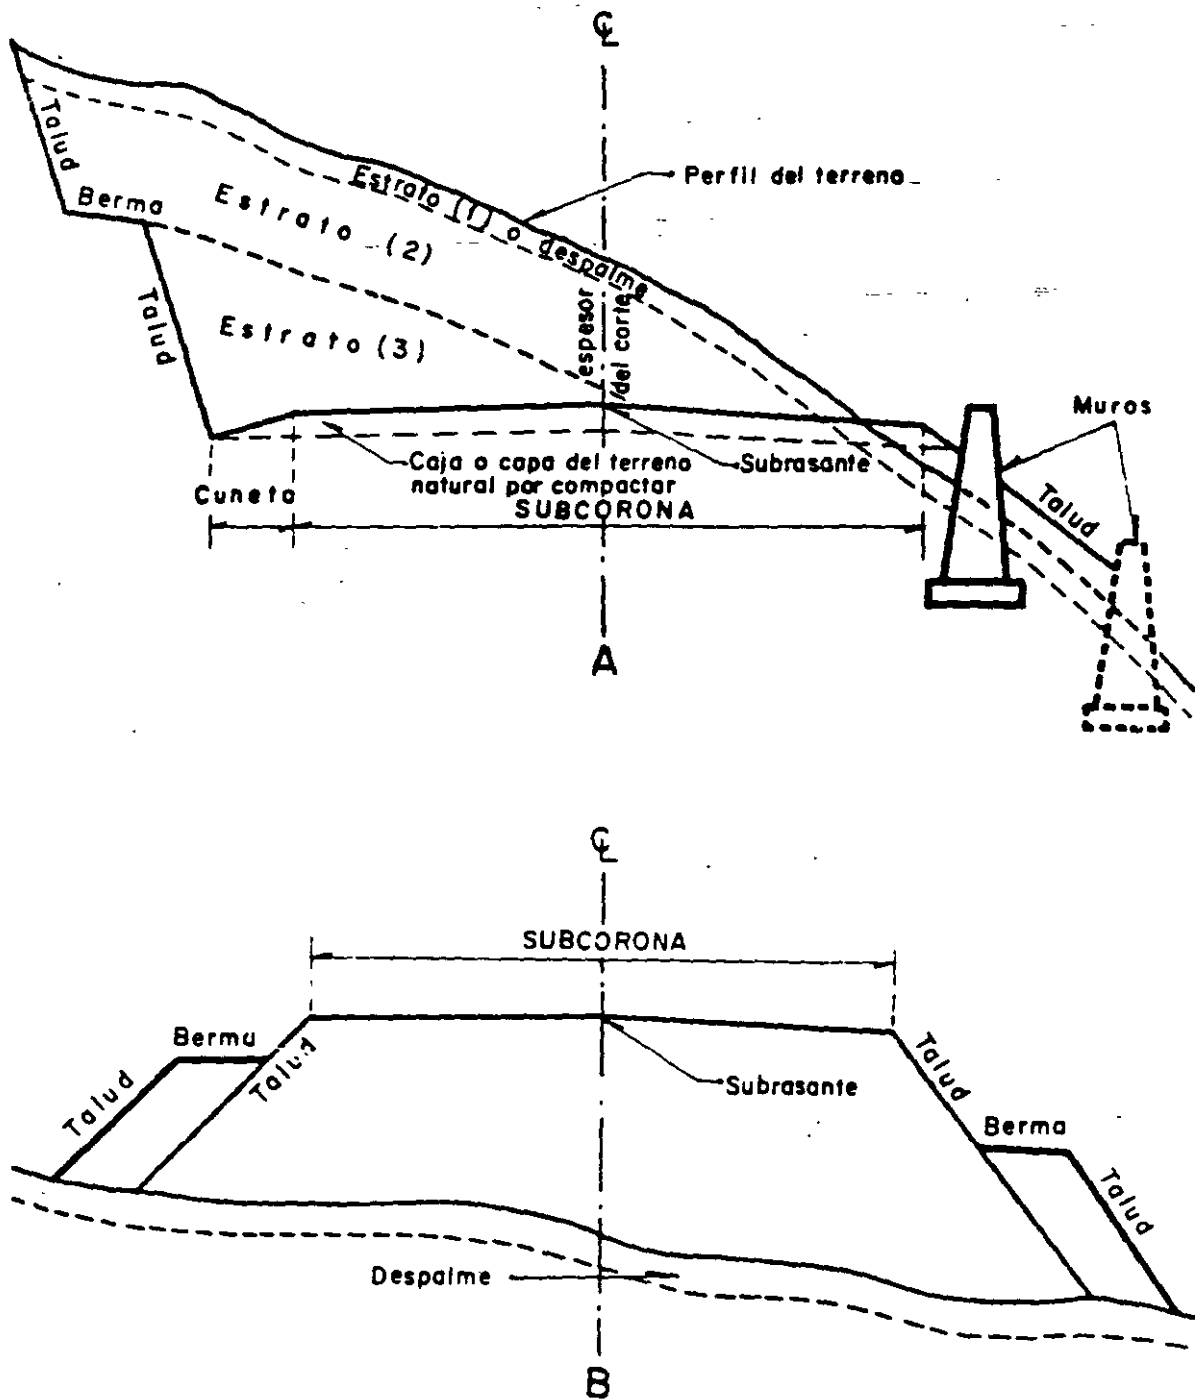 ℄
Talud
Perfil del terreno
Estrato (1) o despalme
Berma
Estrato (2)
espesor
del corte
Talud
Estrato (3)
Muros
Caja o capa del terreno
natural por compactar
Subrasante
Cuneta
SUBCORONA
Talud
A
℄
SUBCORONA
Berma
Talud
Talud
Talud
Subrasante
Berma
Talud
Despalme
B